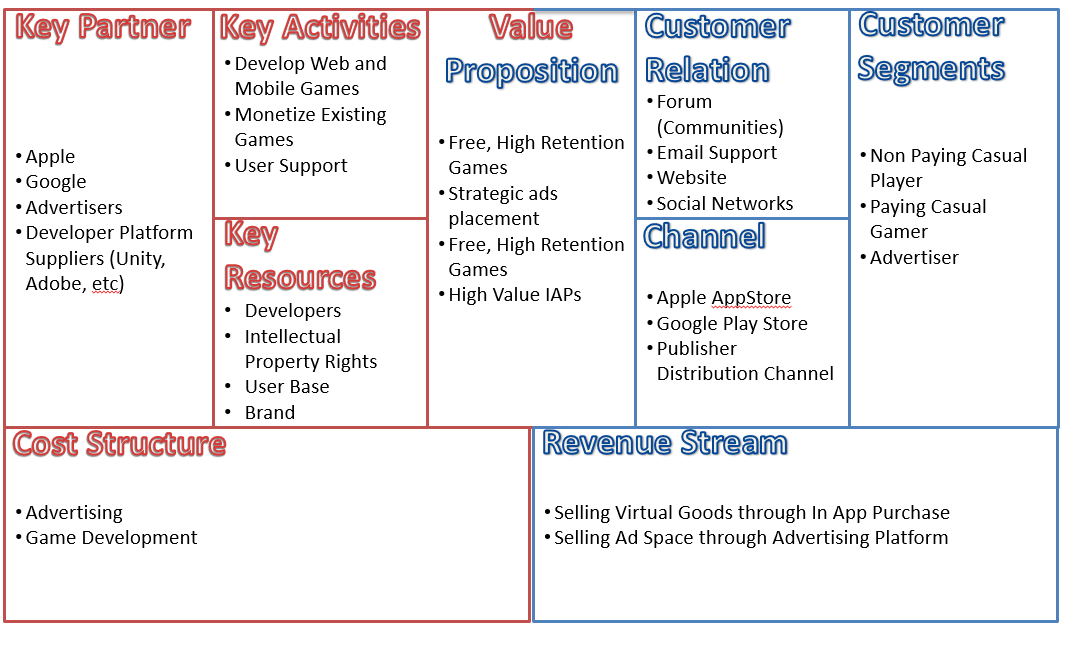 Key Partner
• Apple
• Google
• Advertisers
• Developer Platform
Suppliers (Unity,
Adobe, etc)
Key Activities
• Develop Web and
Mobile Games
• Monetize Existing
Games
• User Support
Key
Resources
• Developers
• Intellectual
Property Rights
• User Base
• Brand
Value
Proposition
• Free, High Retention
Games
• Strategic ads
placement
• Free, High Retention
Games
• High Value IAPs
Customer
Relation
• Forum
(Communities)
• Email Support
• Website
• Social Networks
Channel
• Apple AppStore
• Google Play Store
• Publisher
Distribution Channel
Customer
Segments
• Non Paying Casual
Player
• Paying Casual
Gamer
• Advertiser
Cost Structure
• Advertising
• Game Development
Revenue Stream
• Selling Virtual Goods through In App Purchase
• Selling Ad Space through Advertising Platform